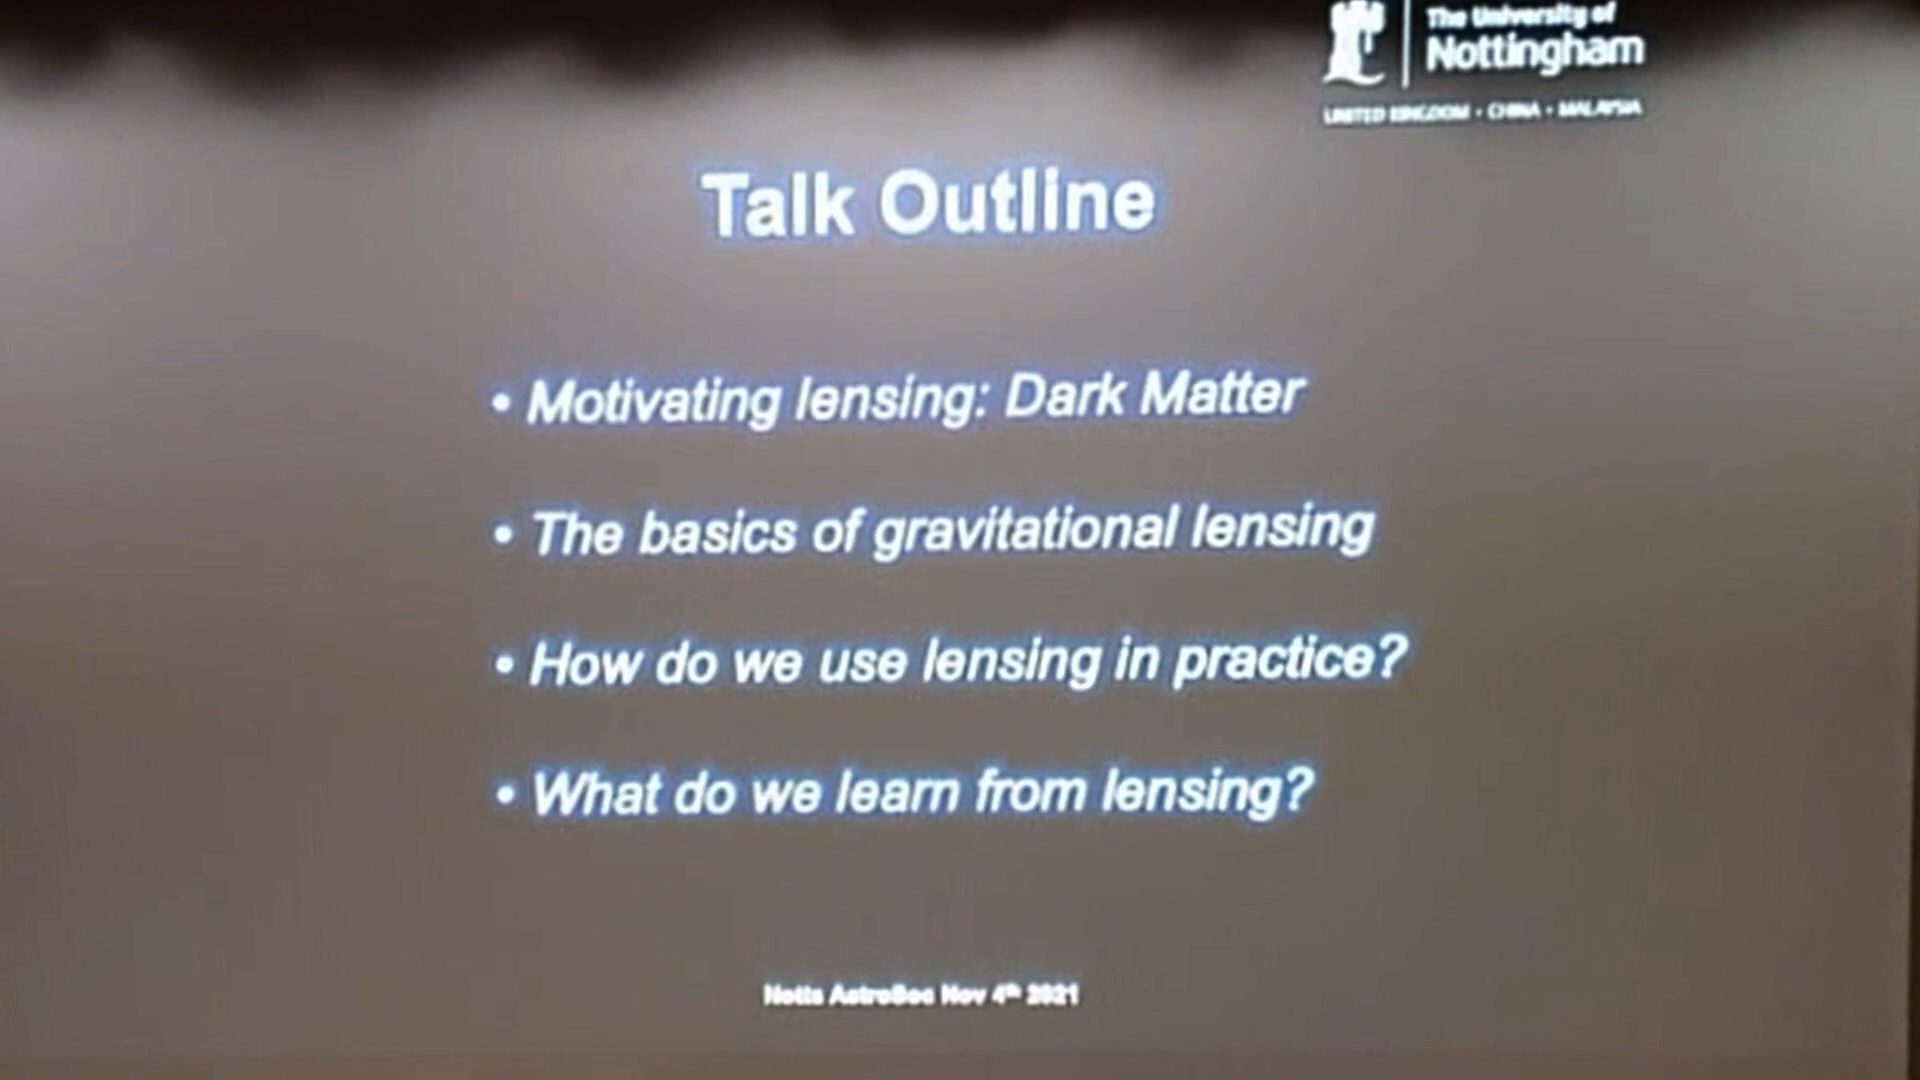 The University of
Nottingham
UNITED KINGDOM · CHINA · MALAYSIA
Talk Outline
• Motivating lensing: Dark Matter
• The basics of gravitational lensing
• How do we use lensing in practice?
• What do we learn from lensing?
Notts AstroSoc Nov 4th 2021